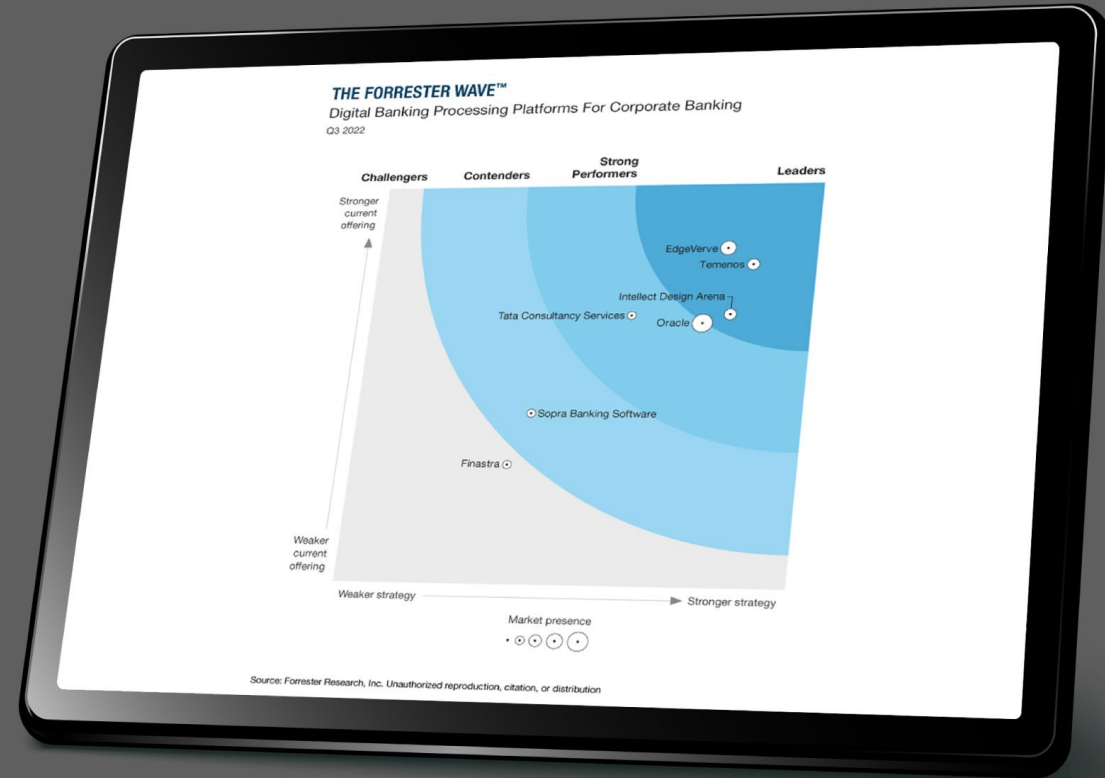 THE FORRESTER WAVE™
Digital Banking Processing Platforms For Corporate Banking
Q3 2022
Challengers
Contenders
Strong
Performers
Leaders
Stronger
current
offering
EdgeVerve
Temenos
Intellect Design Arena
Tata Consultancy Services
Oracle
Sopra Banking Software
Finastra
Weaker
current
offering
Weaker strategy
Stronger strategy
Market presence
Source: Forrester Research, Inc. Unauthorized reproduction, citation, or distribution